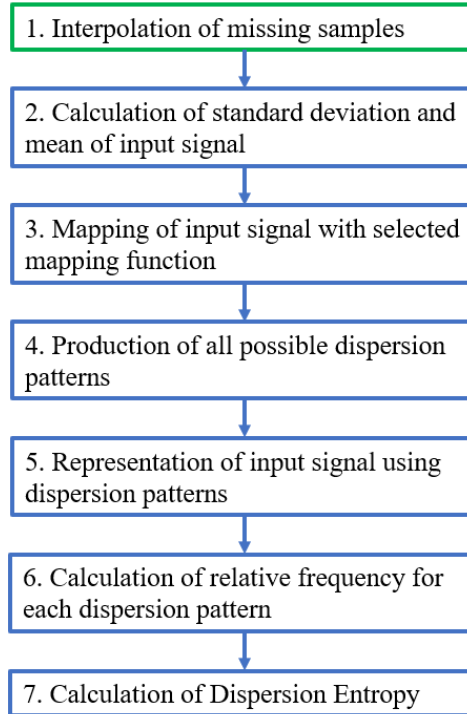 1. Interpolation of missing samples
2. Calculation of standard deviation and
mean of input signal
3. Mapping of input signal with selected
mapping function
4. Production of all possible dispersion
patterns
5. Representation of input signal using
dispersion patterns
6. Calculation of relative frequency for
each dispersion pattern
7. Calculation of Dispersion Entropy